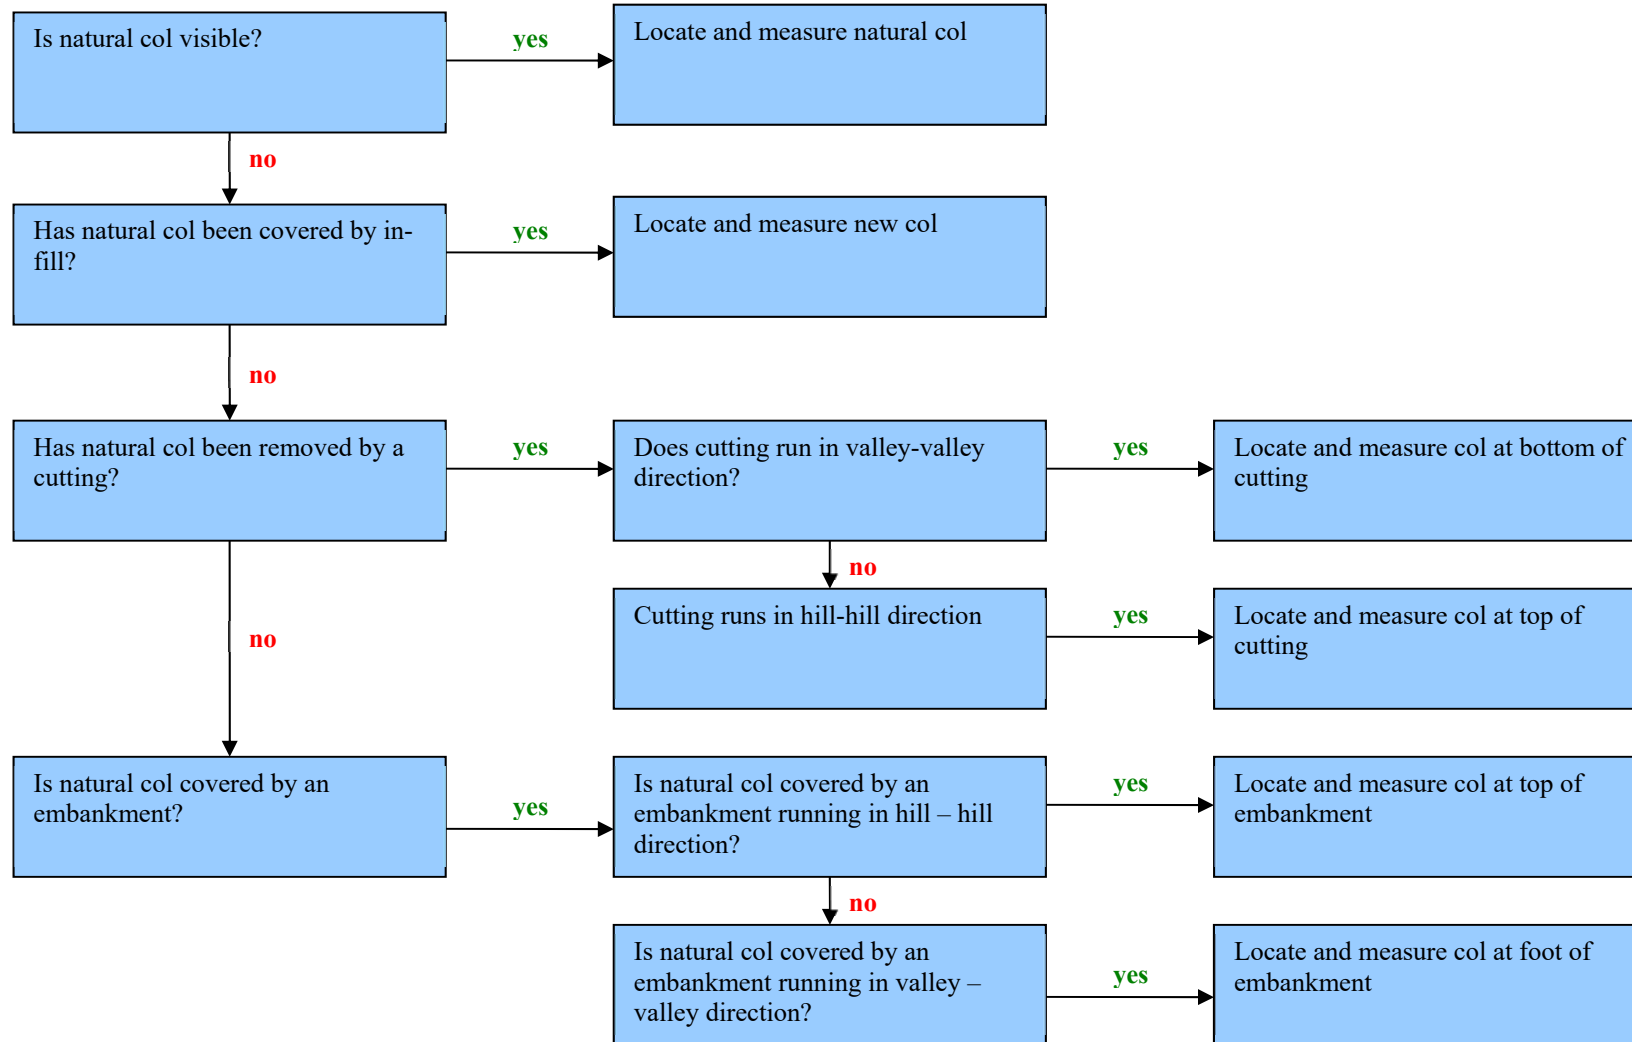 Is natural col visible?
yes
Locate and measure natural col
no
Has natural col been covered by in-
fill?
yes
Locate and measure new col
no
Has natural col been removed by a
cutting?
yes
Does cutting run in valley-valley
direction?
yes
Locate and measure col at bottom of
cutting
no
Cutting runs in hill-hill direction
yes
Locate and measure col at top of
cutting
no
Is natural col covered by an
embankment?
yes
Is natural col covered by an
embankment running in hill – hill
direction?
yes
Locate and measure col at top of
embankment
no
Is natural col covered by an
embankment running in valley –
valley direction?
yes
Locate and measure col at foot of
embankment